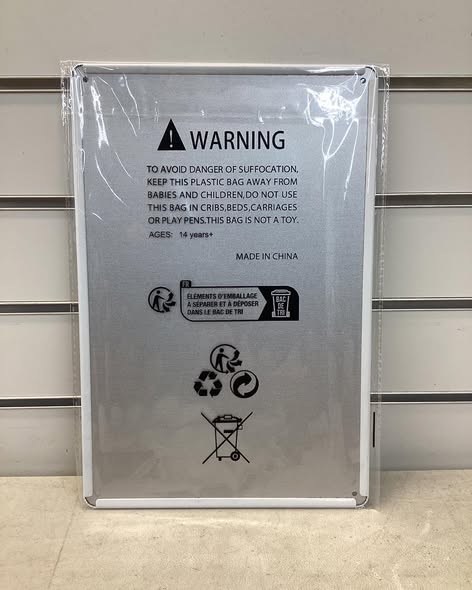 WARNING
TO AVOID DANGER OF SUFFOCATION,
KEEP THIS PLASTIC BAG AWAY FROM
BABIES AND CHILDREN,DO NOT USE
THIS BAG IN CRIBS,BEDS,CARRIAGES
OR PLAY PENS.THIS BAG IS NOT A TOY.
AGES: 14 years+
MADE IN CHINA
FR
ELEMENTS D'EMBALLAGE
À SÉPARER ET À DÉPOSER
DANS LE BAC DE TRI
BAC
DE
TRI